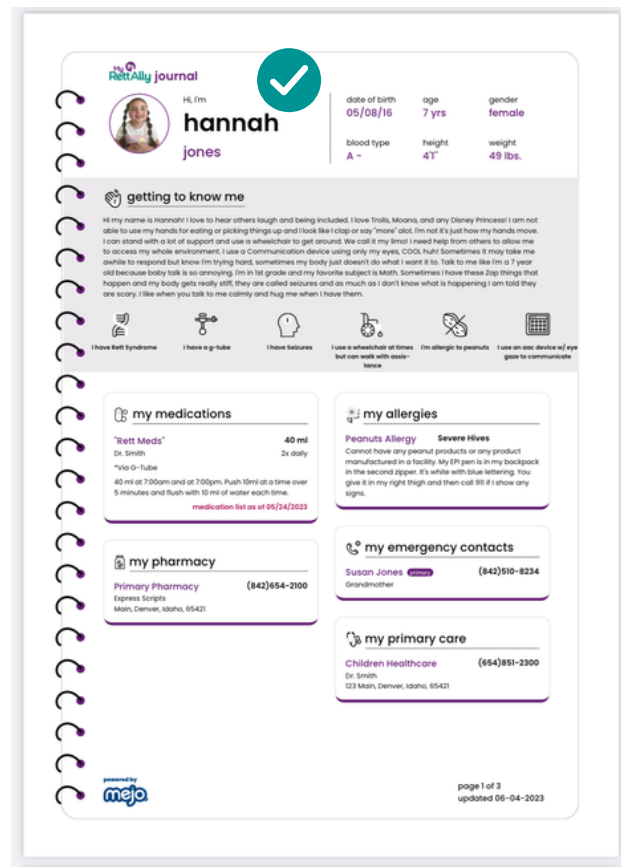 My
RettAlly journal
Hi, I'm
hannah
jones
date of birth
05/08/16
age
7 yrs
gender
female
blood type
A -
height
4'1"
weight
49 lbs.
getting to know me
Hi my name is Hannah! I love to hear others laugh and being included. I love Trolls, Moana, and any Disney Princess! I am not
able to use my hands for eating or picking things up and I look like I clap or say "more" alot, I'm not it's just how my hands move.
I can stand with a lot of support and use a wheelchair to get around. We call it my limo! I need help from others to allow me
to access my whole environment. I use a Communication device using only my eyes, COOL huh! Sometimes it may take me
awhile to respond but know I'm trying hard, sometimes my body just doesn't do what I want it to. Talk to me like I'm a 7 year
old because baby talk is so annoying. I'm in 1st grade and my favorite subject is Math. Sometimes I have these Zap things that
happen and my body gets really stiff, they are called seizures and as much as I don't know what is happening I am told they
are scary. I like when you talk to me calmly and hug me when I have them.
I have Rett Syndrome
I have a g-tube
I have Seizures
I use a wheelchair at times
but can walk with assis-
tance
I'm allergic to peanuts
I use an aac device w/ eye
gaze to communicate
my medications
"Rett Meds"
40 ml
Dr. Smith
2x daily
*Via G-Tube
40 ml at 7:00am and at 7:00pm. Push 10ml at a time over
5 minutes and flush with 10 ml of water each time.
medication list as of 05/24/2023
my pharmacy
Primary Pharmacy
(842)654-2100
Express Scripts
Main, Denver, Idaho, 65421
my allergies
Peanuts Allergy
Severe Hives
Cannot have any peanut products or any product
manufactured in a facility. My EPI pen is in my backpack
in the second zipper. It's white with blue lettering. You
give it in my right thigh and then call 911 if I show any
signs.
my emergency contacts
Susan Jones primary
(842)510-8234
Grandmother
my primary care
Children Healthcare
(654)851-2300
Dr. Smith
123 Main, Denver, Idaho, 65421
powered by
mejo
page 1 of 3
updated 06-04-2023